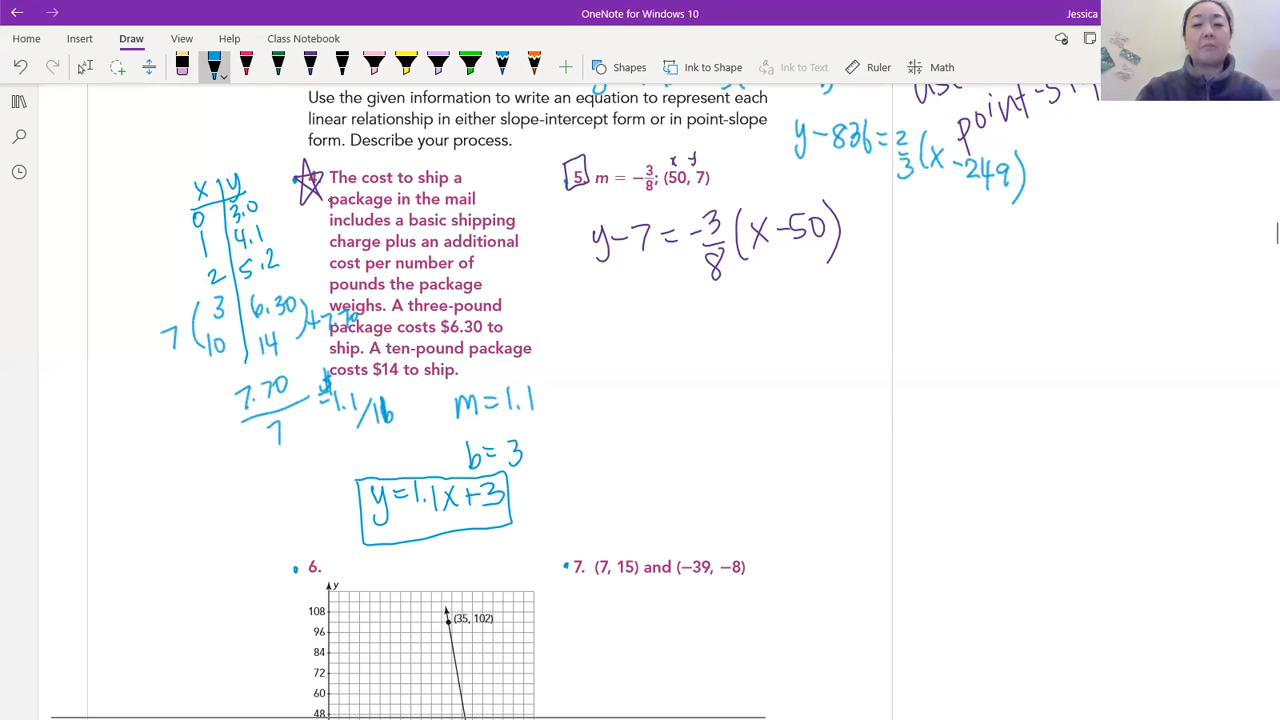 OneNote for Windows 10
Jessica
Home Insert Draw View Help Class Notebook
Shapes Ink to Shape Ink to Text Ruler Math
Use the given information to write an equation to represent each
linear relationship in either slope-intercept form or in point-slope
form. Describe your process.
point-
y-836=2/3(x-249)
x y
0 3.0
1 4.1
2 5.2
3 6.30
10 14
7
+7.70
7.70/7 = $1.1/lb
4. The cost to ship a
package in the mail
includes a basic shipping
charge plus an additional
cost per number of
pounds the package
weighs. A three-pound
package costs $6.30 to
ship. A ten-pound package
costs $14 to ship.
m=1.1
b=3
y=1.1x+3
x y
5. m = −3/8; (50, 7)
y-7=-3/8(x-50)
6.
y
(35, 102)
108
96
84
72
60
48
7. (7, 15) and (−39, −8)